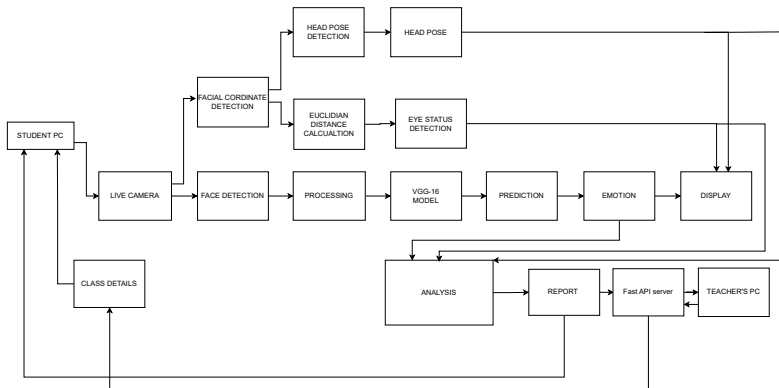 HEAD POSE
DETECTION
HEAD POSE
FACIAL CORDINATE
DETECTION
EUCLIDIAN
DISTANCE
CALCUALTION
EYE STATUS
DETECTION
STUDENT PC
LIVE CAMERA
FACE DETECTION
PROCESSING
VGG-16
MODEL
PREDICTION
EMOTION
DISPLAY
CLASS DETAILS
ANALYSIS
REPORT
Fast API server
TEACHER'S PC